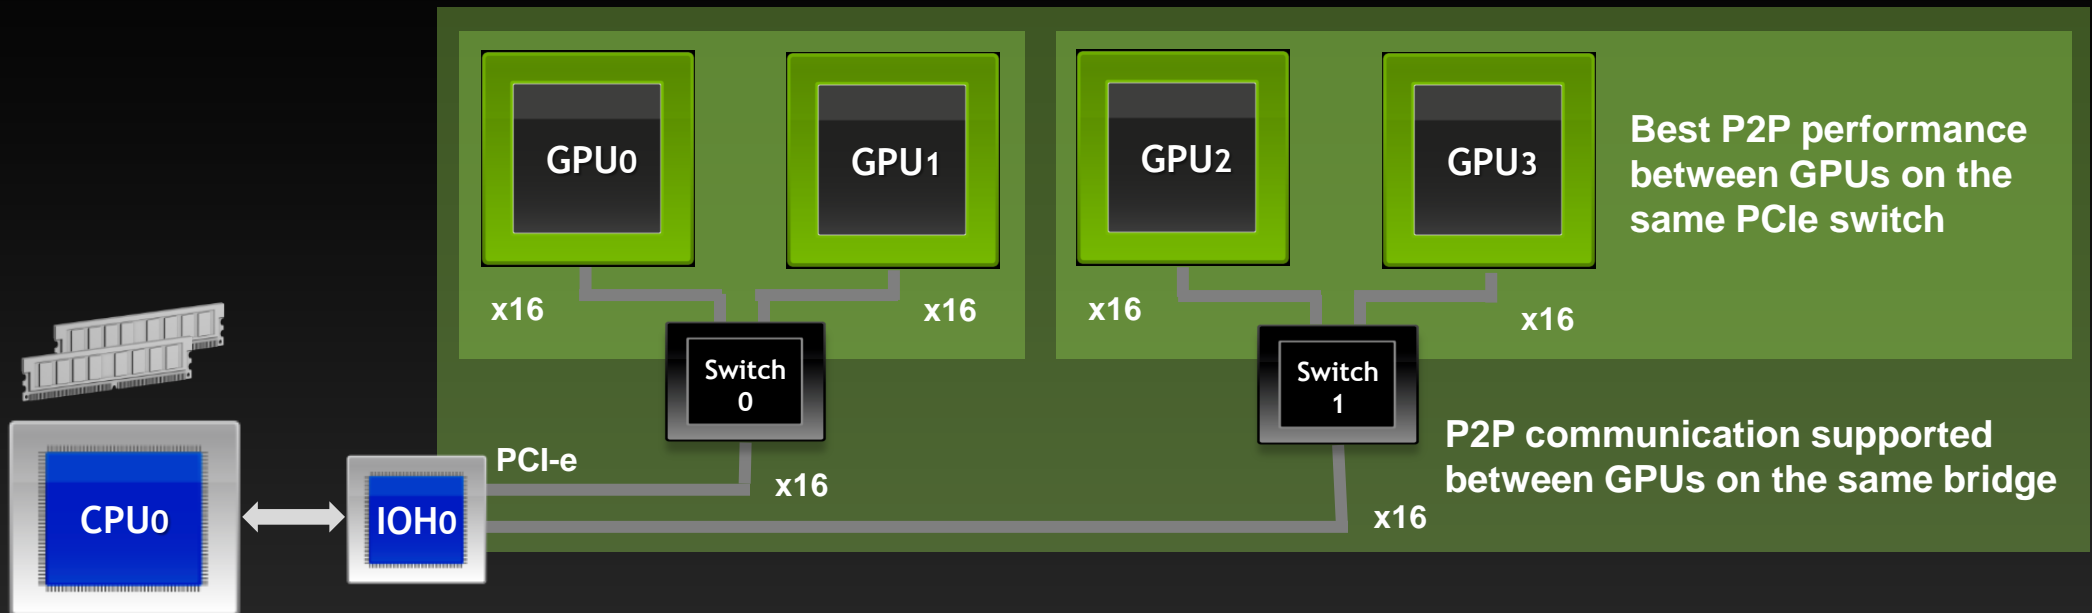 GPU0
GPU1
GPU2
GPU3
Best P2P performance
between GPUs on the
same PCIe switch
x16
x16
x16
x16
Switch
0
Switch
1
P2P communication supported
between GPUs on the same bridge
PCI-e
x16
x16
CPU0
IOH0